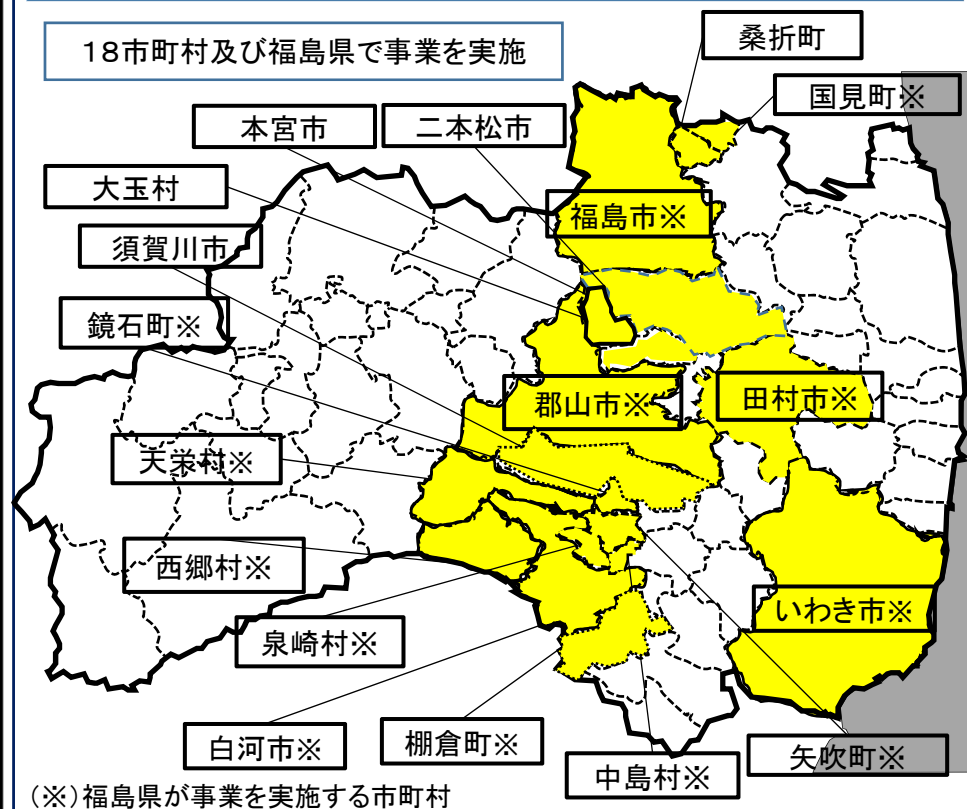 18市町村及び福島県で事業を実施
桑折町
国見町※
本宮市
二本松市
大玉村
福島市※
須賀川市
鏡石町※
郡山市※
田村市※
天栄村※
西郷村※
いわき市※
泉崎村※
白河市※
棚倉町※
中島村※
矢吹町※
(※)福島県が事業を実施する市町村